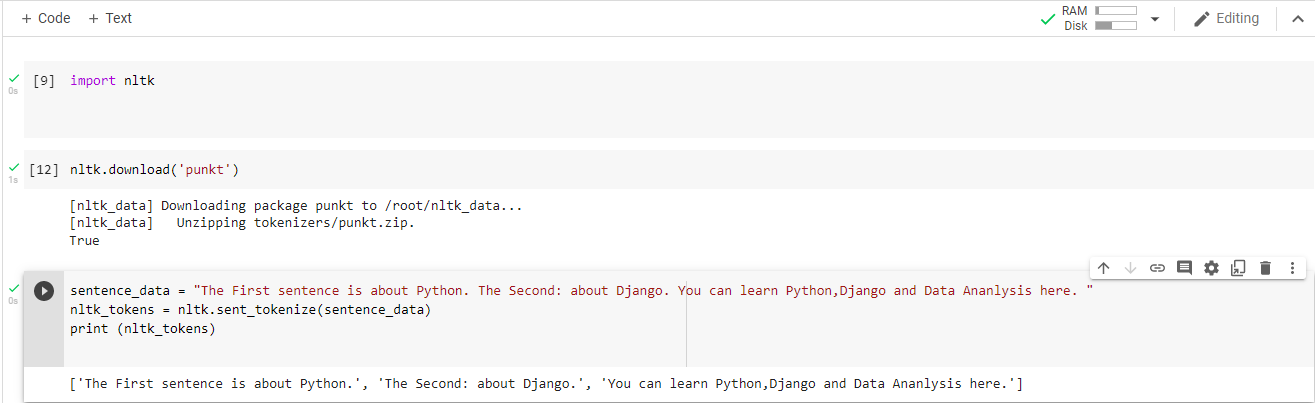 + Code + Text
RAM
Disk
Editing
[9] import nltk
0s
[12] nltk.download('punkt')
1s
[nltk_data] Downloading package punkt to /root/nltk_data...
[nltk_data]   Unzipping tokenizers/punkt.zip.
True
0s
sentence_data = "The First sentence is about Python. The Second: about Django. You can learn Python,Django and Data Ananlysis here. "
nltk_tokens = nltk.sent_tokenize(sentence_data)
print (nltk_tokens)
['The First sentence is about Python.', 'The Second: about Django.', 'You can learn Python,Django and Data Ananlysis here.']